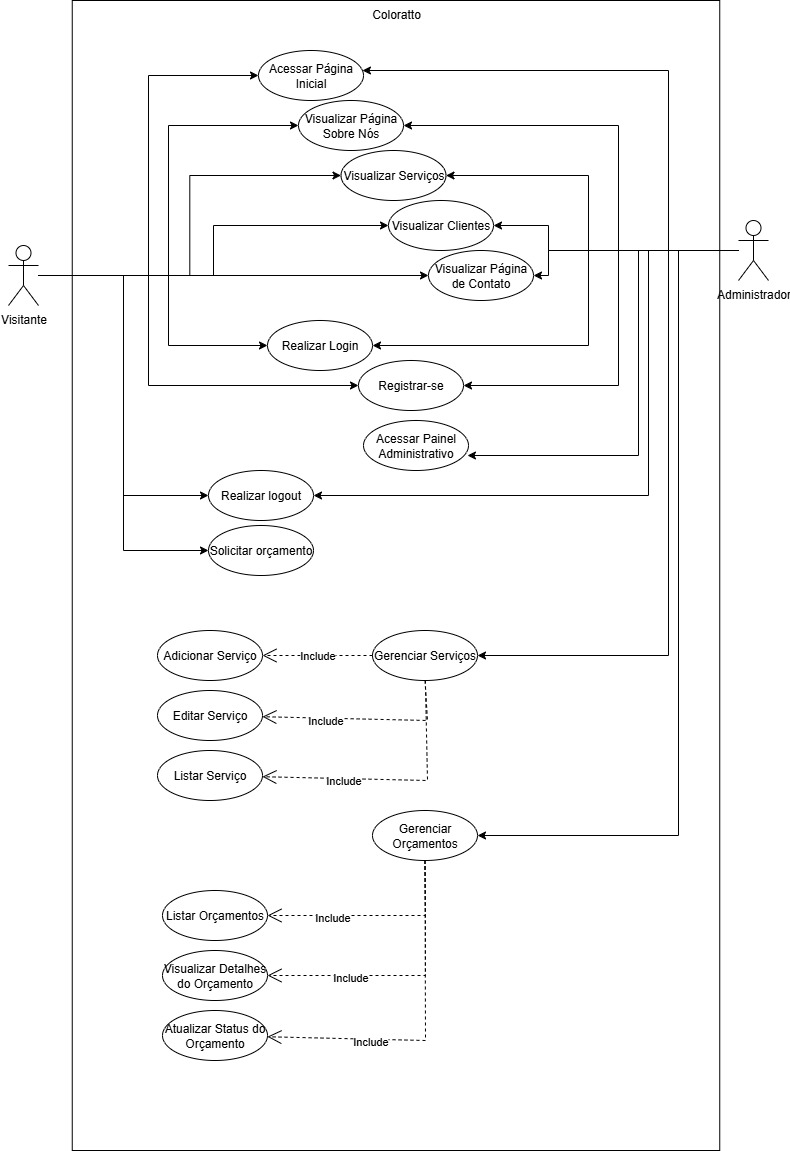 Coloratto
Acessar Página
Inicial
Visualizar Página
Sobre Nós
Visualizar Serviços
Visualizar Clientes
Visualizar Página
de Contato
Visitante
Administrador
Realizar Login
Registrar-se
Acessar Painel
Administrativo
Realizar logout
Solicitar orçamento
Adicionar Serviço
Include
Gerenciar Serviços
Editar Serviço
Include
Listar Serviço
Include
Gerenciar
Orçamentos
Listar Orçamentos
Include
Visualizar Detalhes
do Orçamento
Include
Atualizar Status do
Orçamento
Include